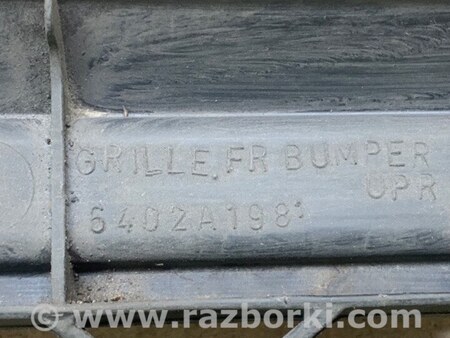 GRILLE, FR BUMPER
UPR
6402A198
© www.razborki.com